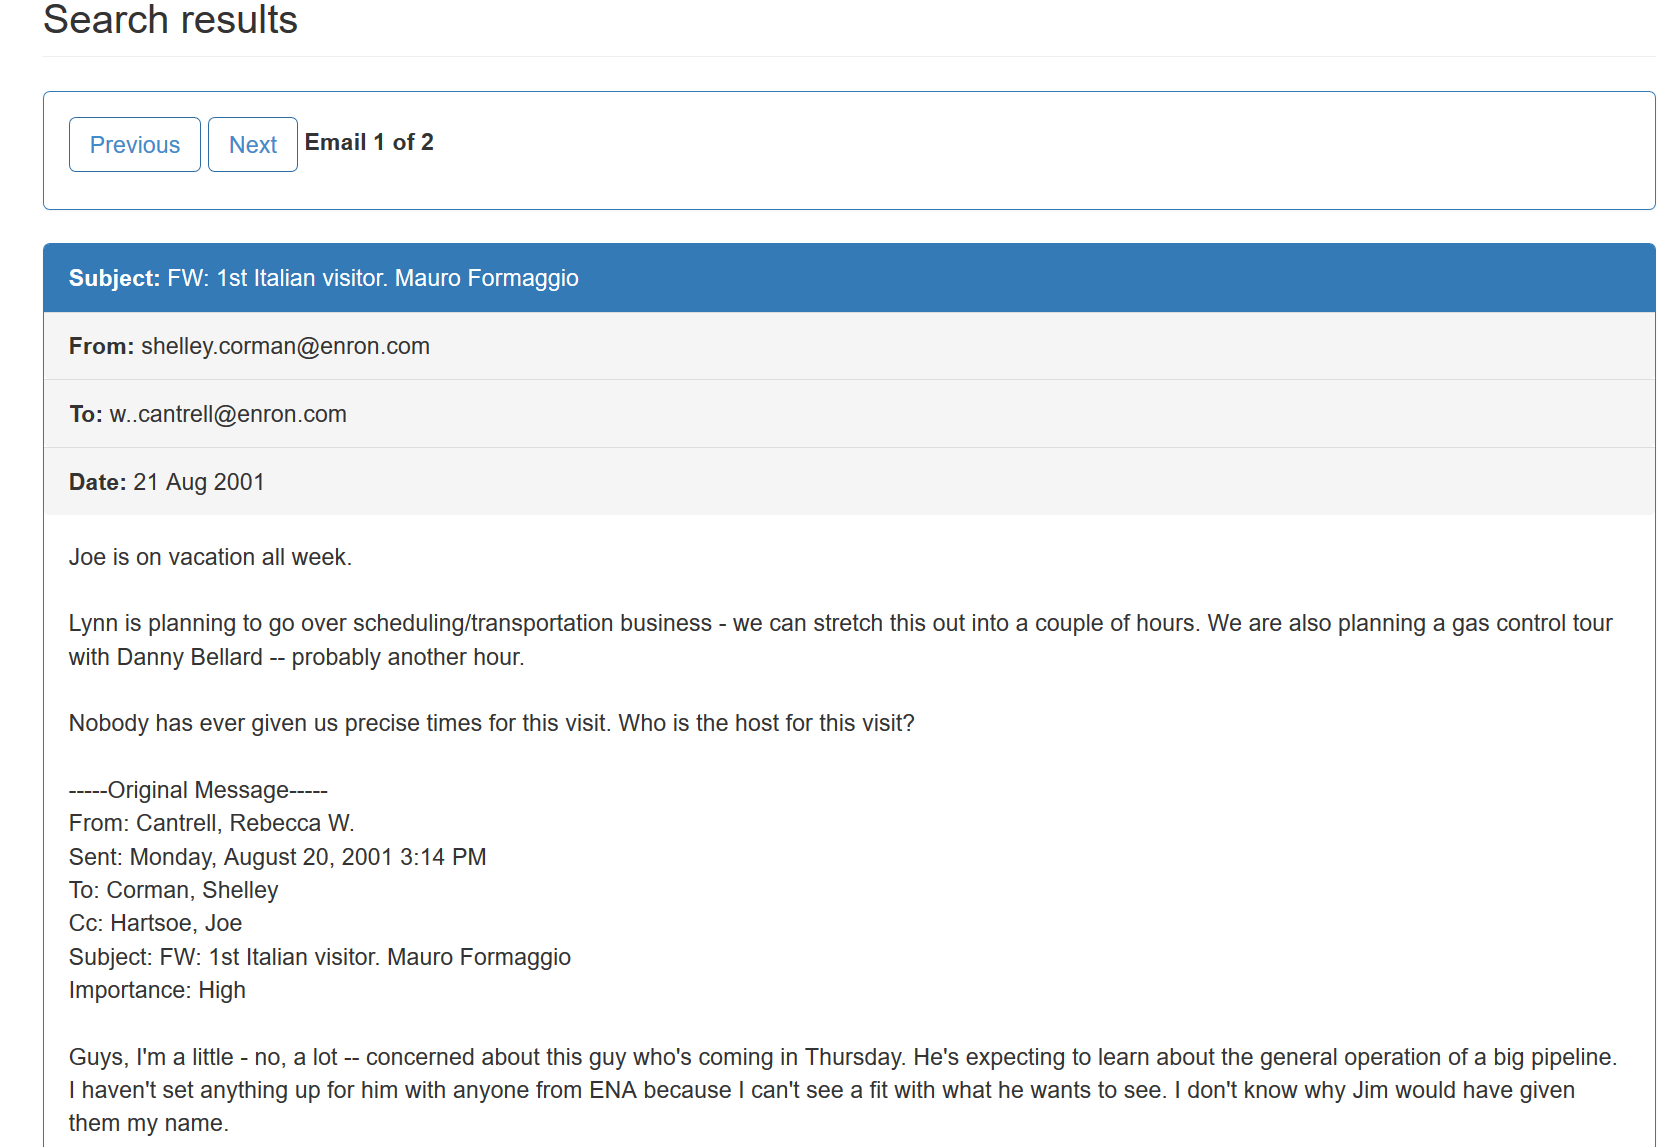 Search results
Previous Next Email 1 of 2
Subject: FW: 1st Italian visitor. Mauro Formaggio
From: shelley.corman@enron.com
To: w..cantrell@enron.com
Date: 21 Aug 2001
Joe is on vacation all week.
Lynn is planning to go over scheduling/transportation business - we can stretch this out into a couple of hours. We are also planning a gas control tour
with Danny Bellard -- probably another hour.
Nobody has ever given us precise times for this visit. Who is the host for this visit?
-----Original Message-----
From: Cantrell, Rebecca W.
Sent: Monday, August 20, 2001 3:14 PM
To: Corman, Shelley
Cc: Hartsoe, Joe
Subject: FW: 1st Italian visitor. Mauro Formaggio
Importance: High
Guys, I'm a little - no, a lot -- concerned about this guy who's coming in Thursday. He's expecting to learn about the general operation of a big pipeline.
I haven't set anything up for him with anyone from ENA because I can't see a fit with what he wants to see. I don't know why Jim would have given
them my name.